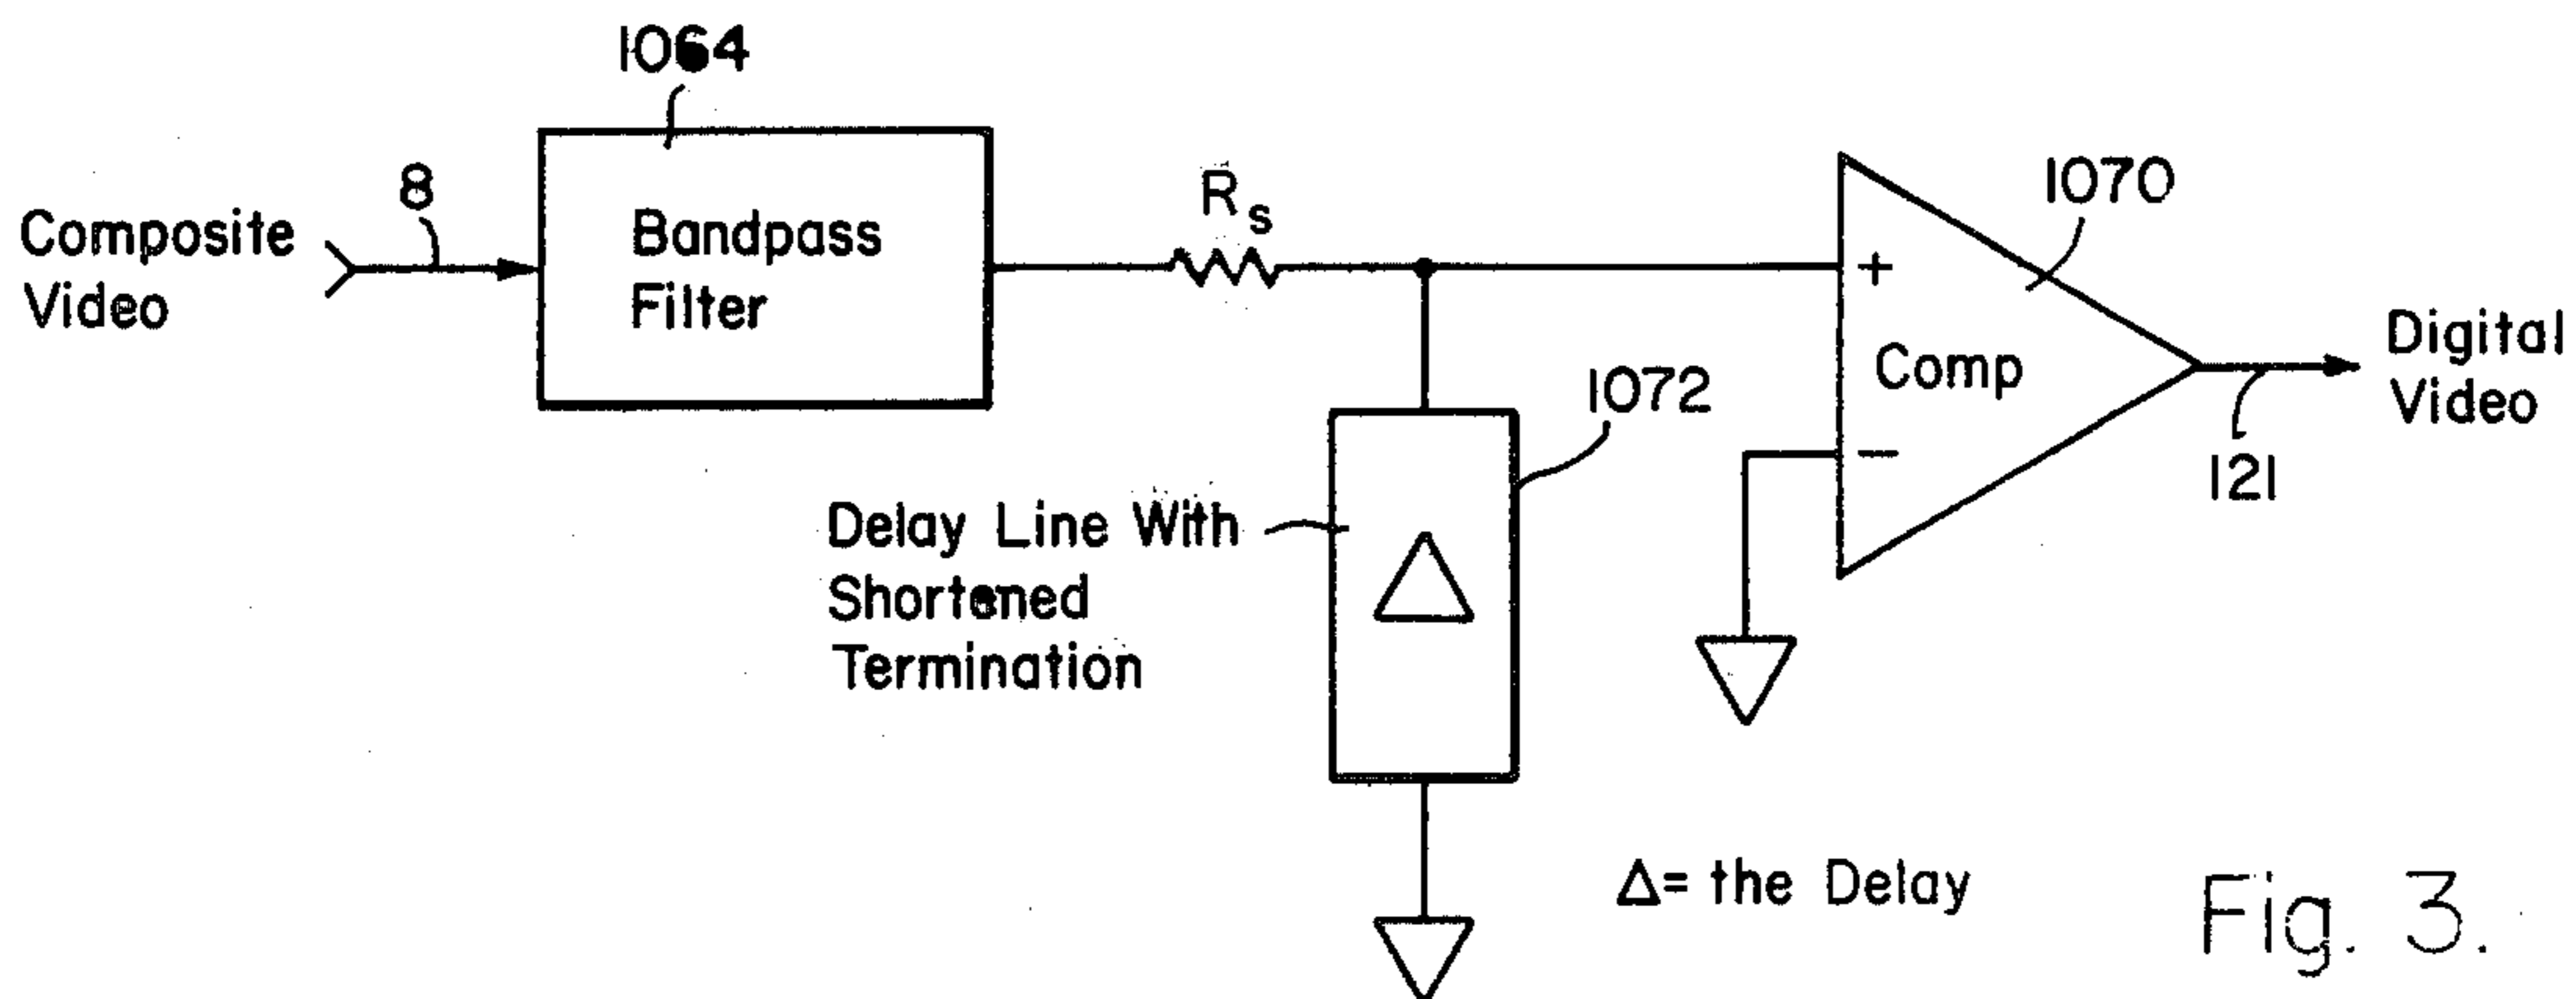 1064
8
Composite
Video
Bandpass
Filter
Rs
+
Comp
−
1070
Digital
Video
121
1072
Delay Line With
Shortened
Termination
Δ
Δ= the Delay
Fig. 3.